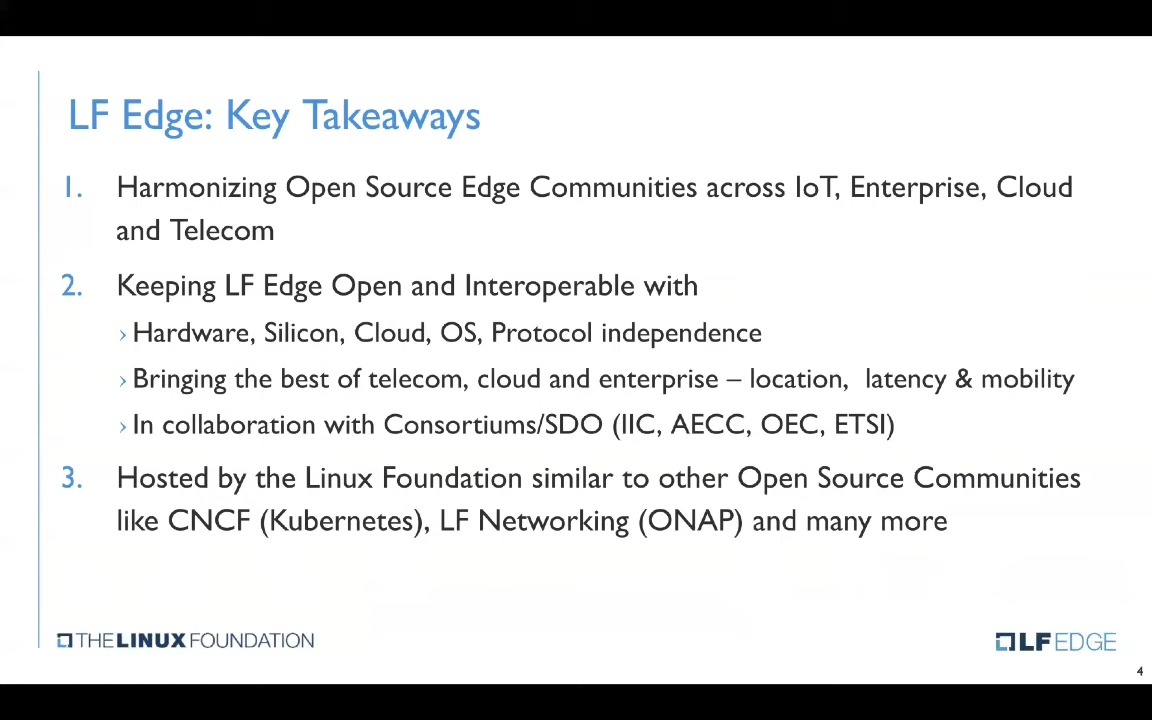 LF Edge: Key Takeaways
1. Harmonizing Open Source Edge Communities across IoT, Enterprise, Cloud
and Telecom
2. Keeping LF Edge Open and Interoperable with
› Hardware, Silicon, Cloud, OS, Protocol independence
› Bringing the best of telecom, cloud and enterprise – location, latency & mobility
› In collaboration with Consortiums/SDO (IIC, AECC, OEC, ETSI)
3. Hosted by the Linux Foundation similar to other Open Source Communities
like CNCF (Kubernetes), LF Networking (ONAP) and many more
THE LINUX FOUNDATION
LF EDGE
4